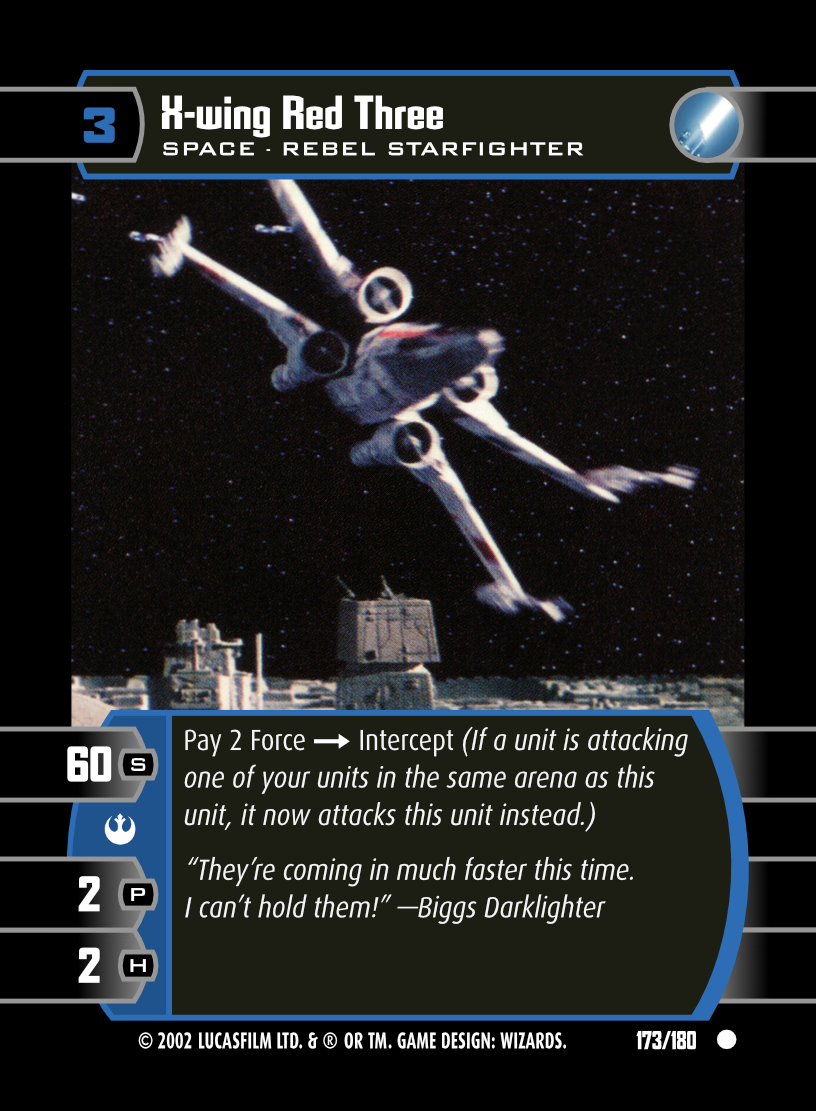 3
X-wing Red Three
SPACE - REBEL STARFIGHTER
Pay 2 Force → Intercept (If a unit is attacking
one of your units in the same arena as this
unit, it now attacks this unit instead.)
“They’re coming in much faster this time.
I can’t hold them!” —Biggs Darklighter
60 S
2 P
2 H
© 2002 LUCASFILM LTD. & ® OR TM. GAME DESIGN: WIZARDS.
173/180